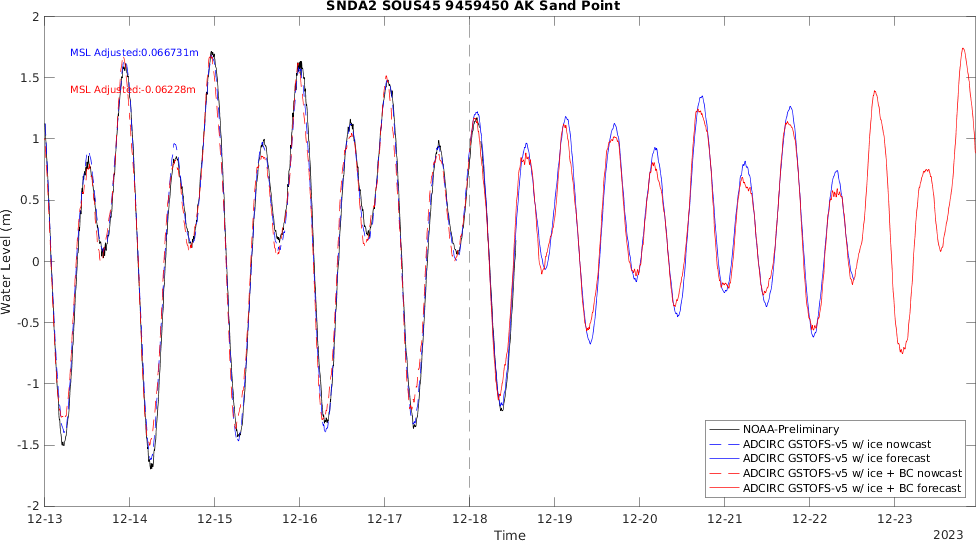 SNDA2 SOUS45 9459450 AK Sand Point
2
1.5
1
0.5
0
-0.5
-1
-1.5
-2
Water Level (m)
MSL Adjusted:0.066731m
MSL Adjusted:-0.06228m
NOAA-Preliminary
ADCIRC GSTOFS-v5 w/ ice nowcast
ADCIRC GSTOFS-v5 w/ ice forecast
ADCIRC GSTOFS-v5 w/ ice + BC nowcast
ADCIRC GSTOFS-v5 w/ ice + BC forecast
12-13 12-14 12-15 12-16 12-17 12-18 12-19 12-20 12-21 12-22 12-23
Time
2023